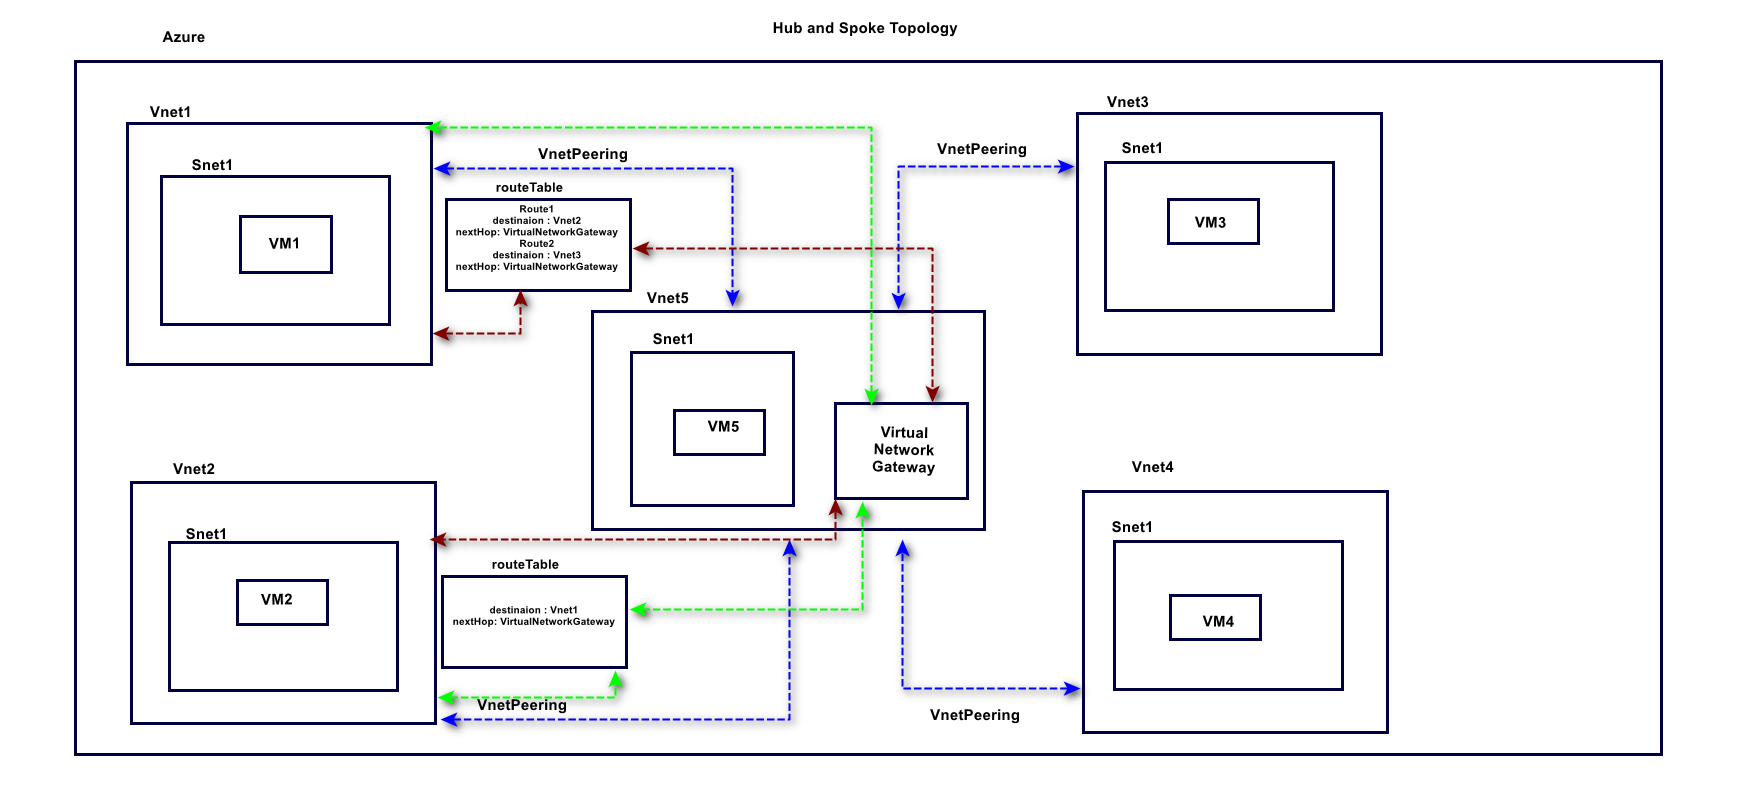 Hub and Spoke Topology
Azure
Vnet1
Snet1
VM1
VnetPeering
routeTable
Route1
destinaion : Vnet2
nextHop: VirtualNetworkGateway
Route2
destinaion : Vnet3
nextHop: VirtualNetworkGateway
VnetPeering
Vnet3
Snet1
VM3
Vnet5
Snet1
VM5
Virtual
Network
Gateway
Vnet2
Snet1
VM2
routeTable
destinaion : Vnet1
nextHop: VirtualNetworkGateway
VnetPeering
Vnet4
Snet1
VM4
VnetPeering